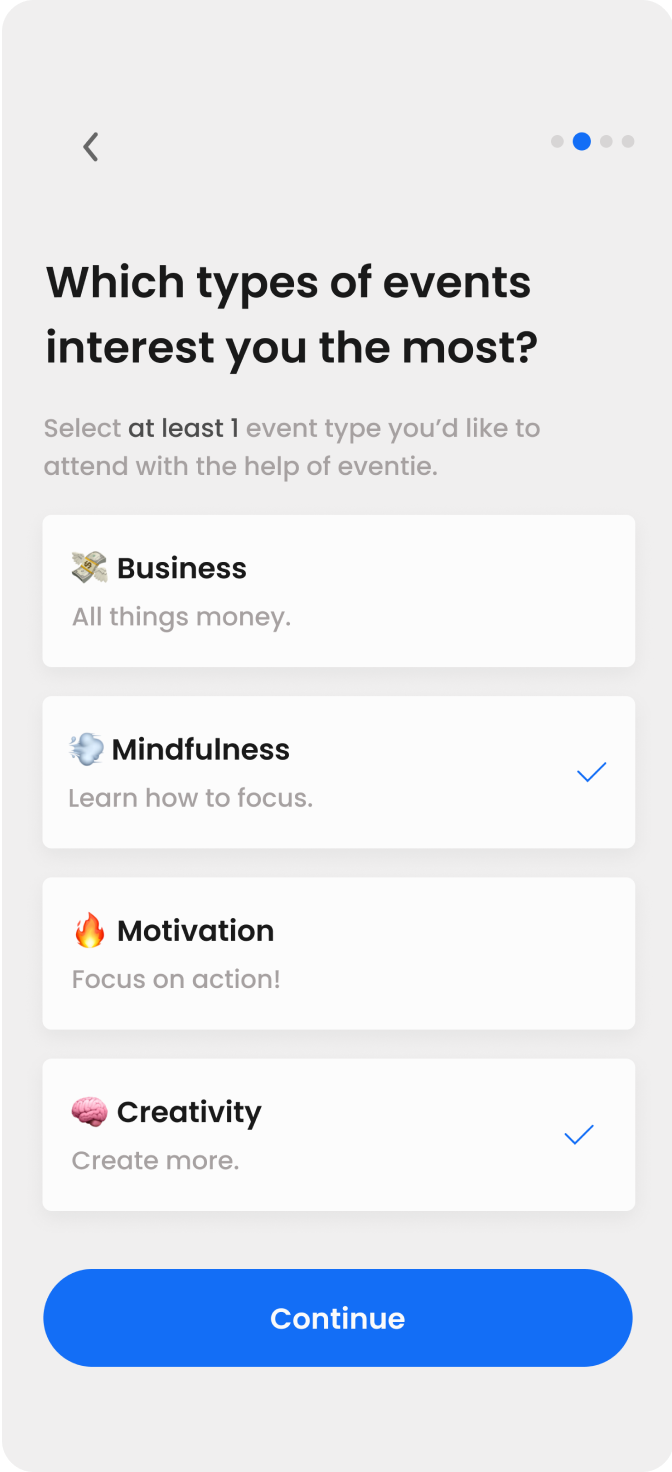 Which types of events
interest you the most?
Select at least 1 event type you’d like to
attend with the help of eventie.
Business
All things money.
Mindfulness
Learn how to focus.
Motivation
Focus on action!
Creativity
Create more.
Continue